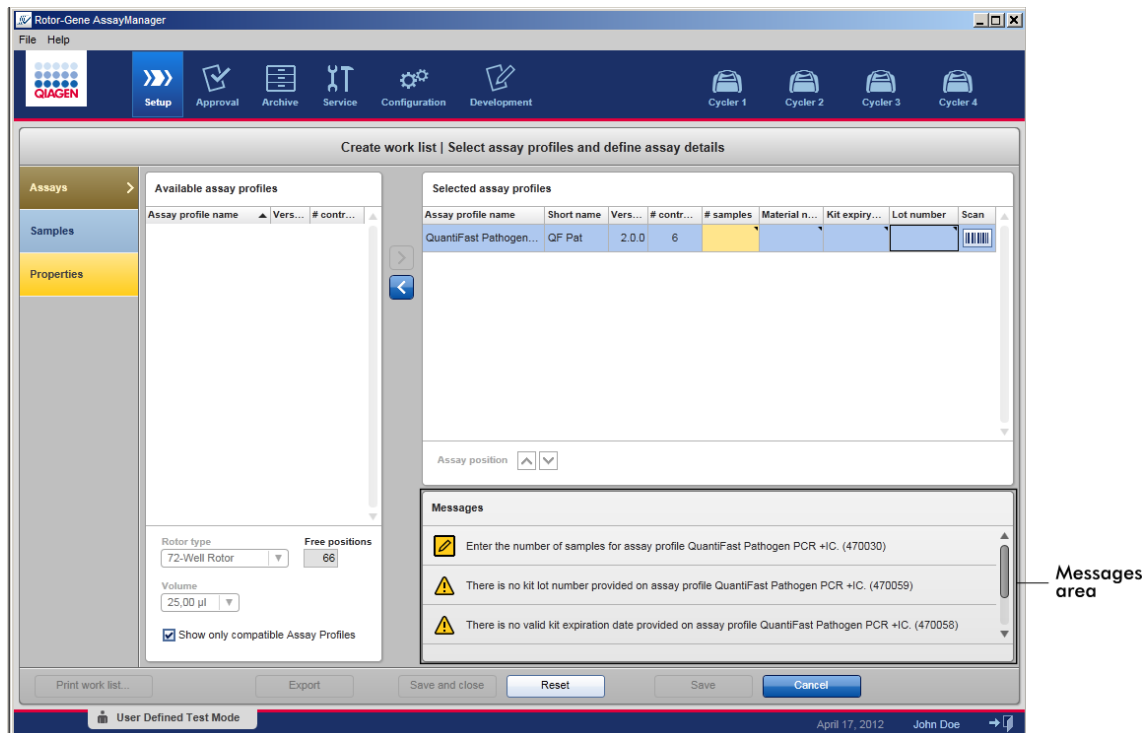 Rotor-Gene AssayManager
File Help
QIAGEN
Setup Approval Archive Service Configuration Development Cycler 1 Cycler 2 Cycler 3 Cycler 4
Create work list | Select assay profiles and define assay details
Assays
Samples
Properties
Available assay profiles
Assay profile name Vers... # contr...
Rotor type Free positions
72-Well Rotor 66
Volume
25,00 µl
Show only compatible Assay Profiles
Selected assay profiles
Assay profile name Short name Vers... # contr... # samples Material n... Kit expiry... Lot number Scan
QuantiFast Pathogen... QF Pat 2.0.0 6
Assay position
Messages
Enter the number of samples for assay profile QuantiFast Pathogen PCR +IC. (470030)
There is no kit lot number provided on assay profile QuantiFast Pathogen PCR +IC. (470059)
There is no valid kit expiration date provided on assay profile QuantiFast Pathogen PCR +IC. (470058)
Messages
area
Print work list... Export Save and close Reset Save Cancel
User Defined Test Mode
April 17, 2012 John Doe